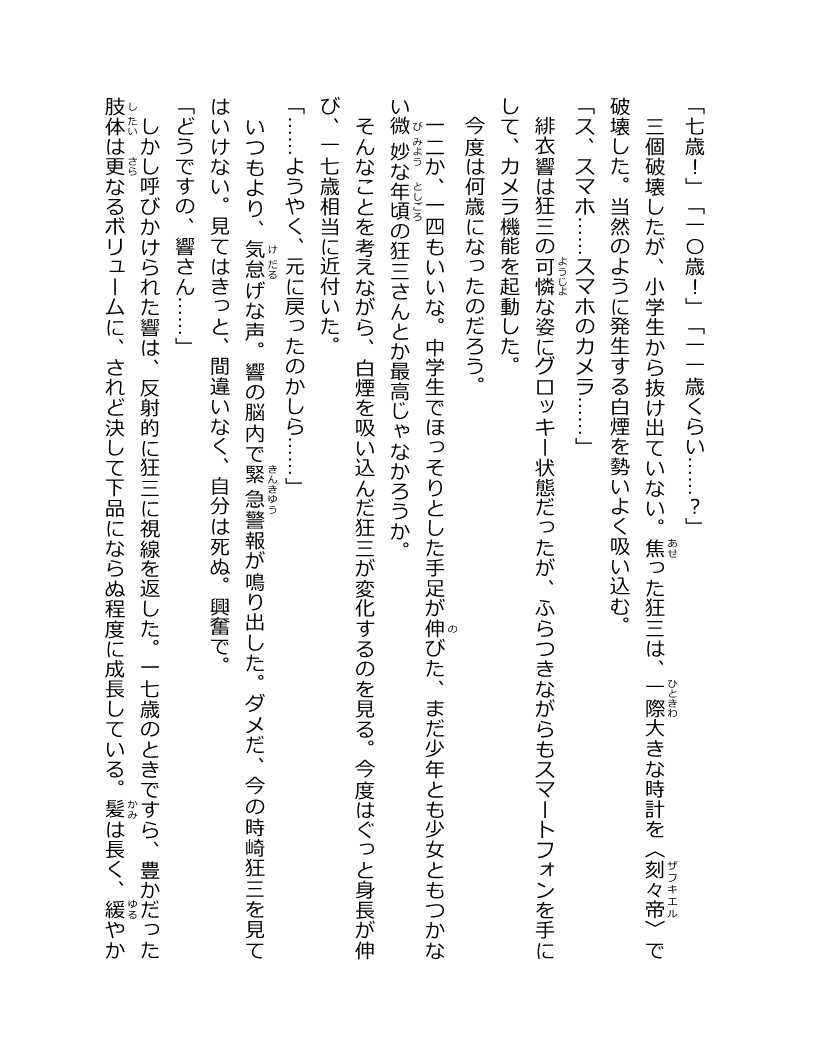 「七歳！」「一〇歳！」「一一歳くらい……？」
三個破壊したが、小学生から抜け出ていない。焦った狂三は、一際大きな時計を〈刻々帝〉で
破壊した。当然のように発生する白煙を勢いよく吸い込む。
「ス、スマホ……スマホのカメラ……」
緋衣響は狂三の可憐な姿にグロッキー状態だったが、ふらつきながらもスマートフォンを手に
して、カメラ機能を起動した。
今度は何歳になったのだろう。
一二か、一四もいいな。中学生でほっそりとした手足が伸びた、まだ少年とも少女ともつかな
い微妙な年頃の狂三さんとか最高じゃなかろうか。
そんなことを考えながら、白煙を吸い込んだ狂三が変化するのを見る。今度はぐっと身長が伸
び、一七歳相当に近付いた。
「……ようやく、元に戻ったのかしら……」
いつもより、気怠げな声。響の脳内で緊急警報が鳴り出した。ダメだ、今の時崎狂三を見て
はいけない。見てはきっと、間違いなく、自分は死ぬ。興奮で。
「どうですの、響さん……」
しかし呼びかけられた響は、反射的に狂三に視線を返した。一七歳のときですら、豊かだった
肢体は更なるボリュームに、されど決して下品にならぬ程度に成長している。髪は長く、緩やか